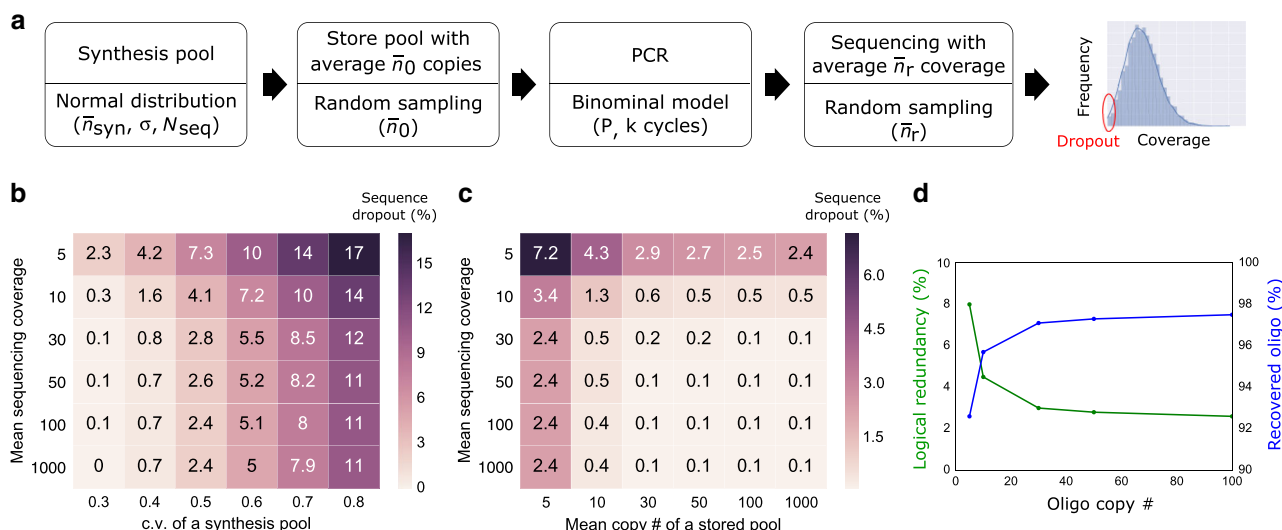 a
Synthesis pool
Normal distribution
(n̄syn, σ, Nseq)
Store pool with
average n̄0 copies
Random sampling
(n̄0)
PCR
Binominal model
(P, k cycles)
Sequencing with
average n̄r coverage
Random sampling
(n̄r)
Frequency
Dropout
Coverage
b
Sequence
dropout (%)
Mean sequencing coverage
5 2.3 4.2 7.3 10 14 17
10 0.3 1.6 4.1 7.2 10 14
30 0.1 0.8 2.8 5.5 8.5 12
50 0.1 0.7 2.6 5.2 8.2 11
100 0.1 0.7 2.4 5.1 8 11
1000 0 0.7 2.4 5 7.9 11
0.3 0.4 0.5 0.6 0.7 0.8
c.v. of a synthesis pool
15
12
9
6
3
0
c
Sequence
dropout (%)
Mean sequencing coverage
5 7.2 4.3 2.9 2.7 2.5 2.4
10 3.4 1.3 0.6 0.5 0.5 0.5
30 2.4 0.5 0.2 0.2 0.1 0.1
50 2.4 0.5 0.1 0.1 0.1 0.1
100 2.4 0.4 0.1 0.1 0.1 0.1
1000 2.4 0.4 0.1 0.1 0.1 0.1
5 10 30 50 100 1000
Mean copy # of a stored pool
6.0
4.5
3.0
1.5
d
Logical redundancy (%)
10
8
6
4
2
0
0 20 40 60 80 100
Oligo copy #
100
98
96
94
92
90
Recovered oligo (%)